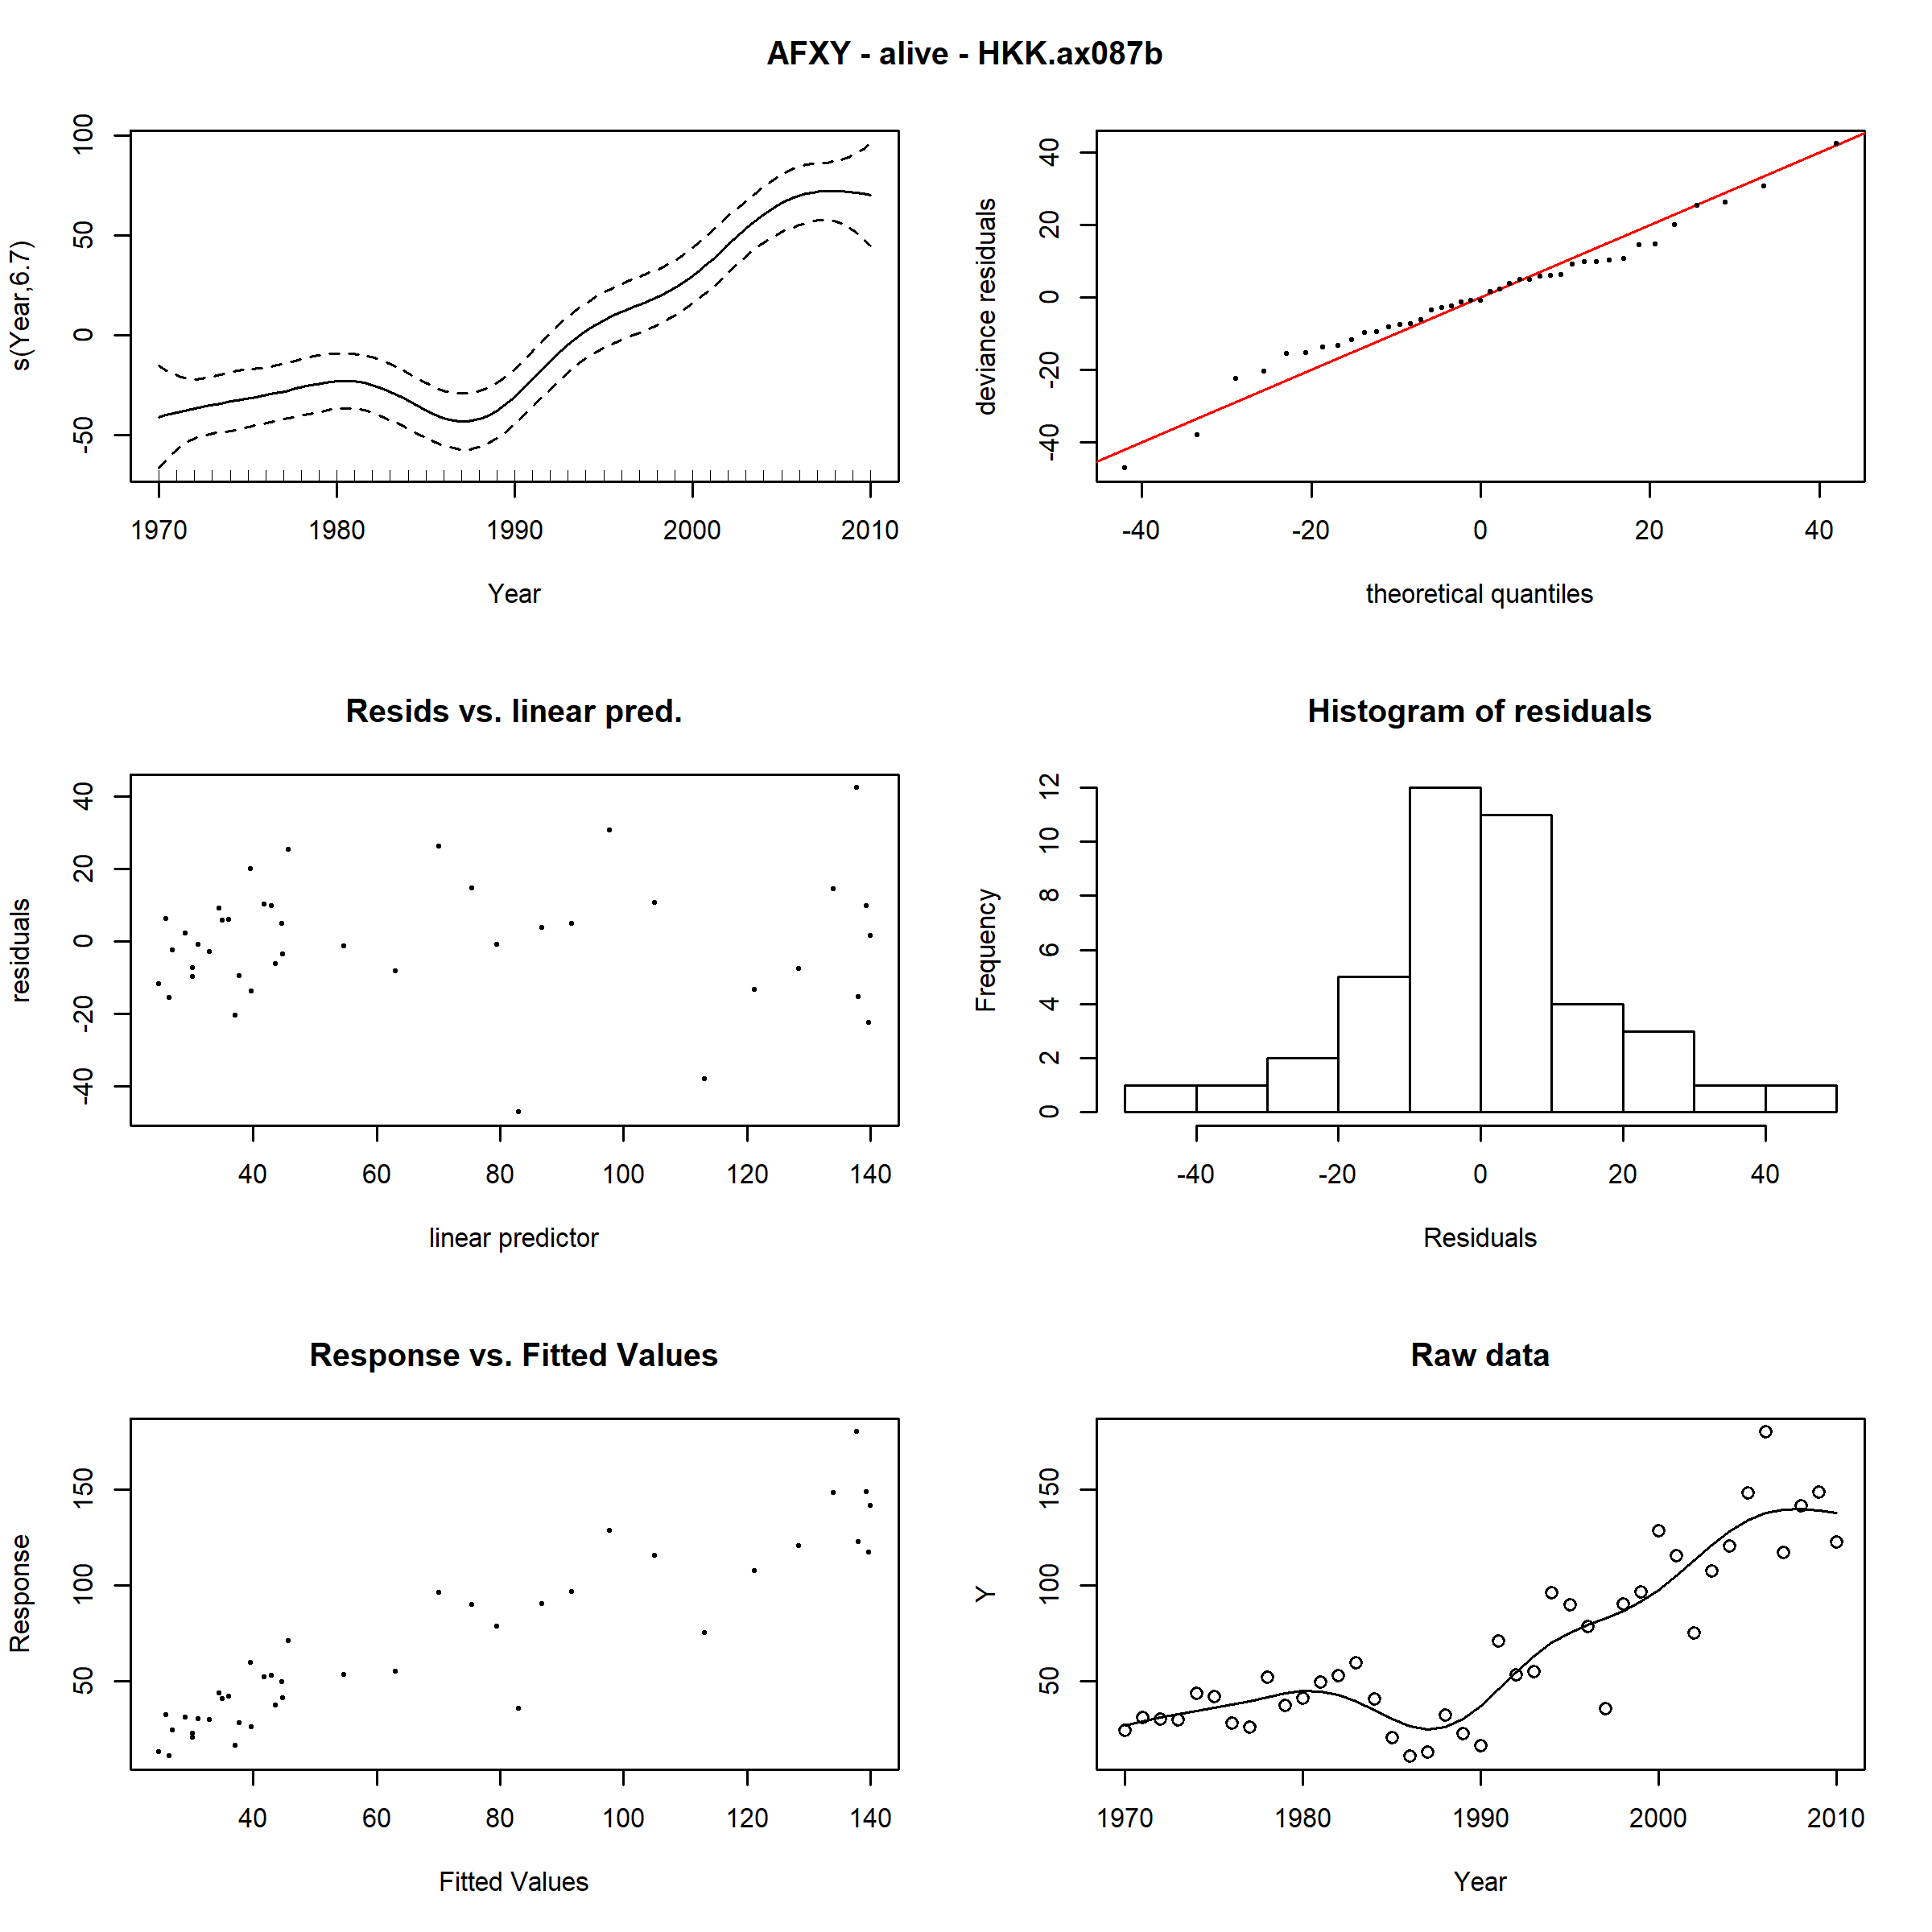 AFXY - alive - HKK.ax087b
s(Year,6.7)
100
50
0
-50
1970 1980 1990 2000 2010
Year
deviance residuals
40
20
0
-20
-40
-40 -20 0 20 40
theoretical quantiles
Resids vs. linear pred.
residuals
40
20
0
-20
-40
40 60 80 100 120 140
linear predictor
Histogram of residuals
Frequency
12
10
8
6
4
2
0
-40 -20 0 20 40
Residuals
Response vs. Fitted Values
Response
150
100
50
40 60 80 100 120 140
Fitted Values
Raw data
Y
150
100
50
1970 1980 1990 2000 2010
Year